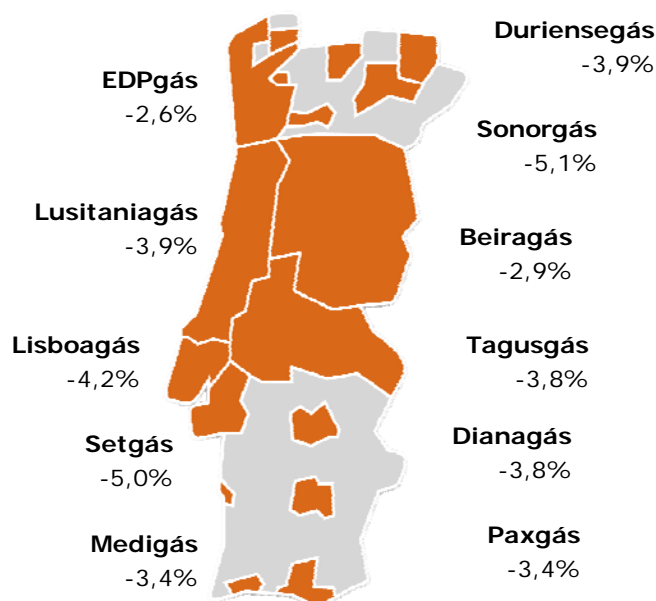 Duriensegás
-3,9%
EDPgás
-2,6%
Sonorgás
-5,1%
Lusitaniagás
-3,9%
Beiragás
-2,9%
Lisboagás
-4,2%
Tagusgás
-3,8%
Setgás
-5,0%
Dianagás
-3,8%
Medigás
-3,4%
Paxgás
-3,4%